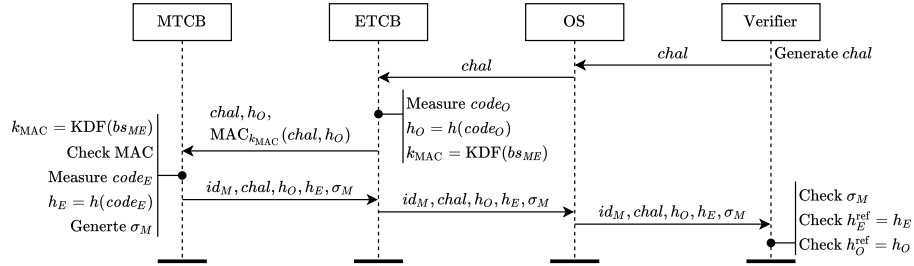 MTCB
ETCB
OS
Verifier
Generate chal
chal
chal
Measure code_O
h_O = h(code_O)
k_MAC = KDF(bs_ME)
chal, h_O,
MAC_{k_MAC}(chal, h_O)
k_MAC = KDF(bs_ME)
Check MAC
Measure code_E
h_E = h(code_E)
Generte σ_M
id_M, chal, h_O, h_E, σ_M
id_M, chal, h_O, h_E, σ_M
id_M, chal, h_O, h_E, σ_M
Check σ_M
Check h_E^ref = h_E
Check h_O^ref = h_O